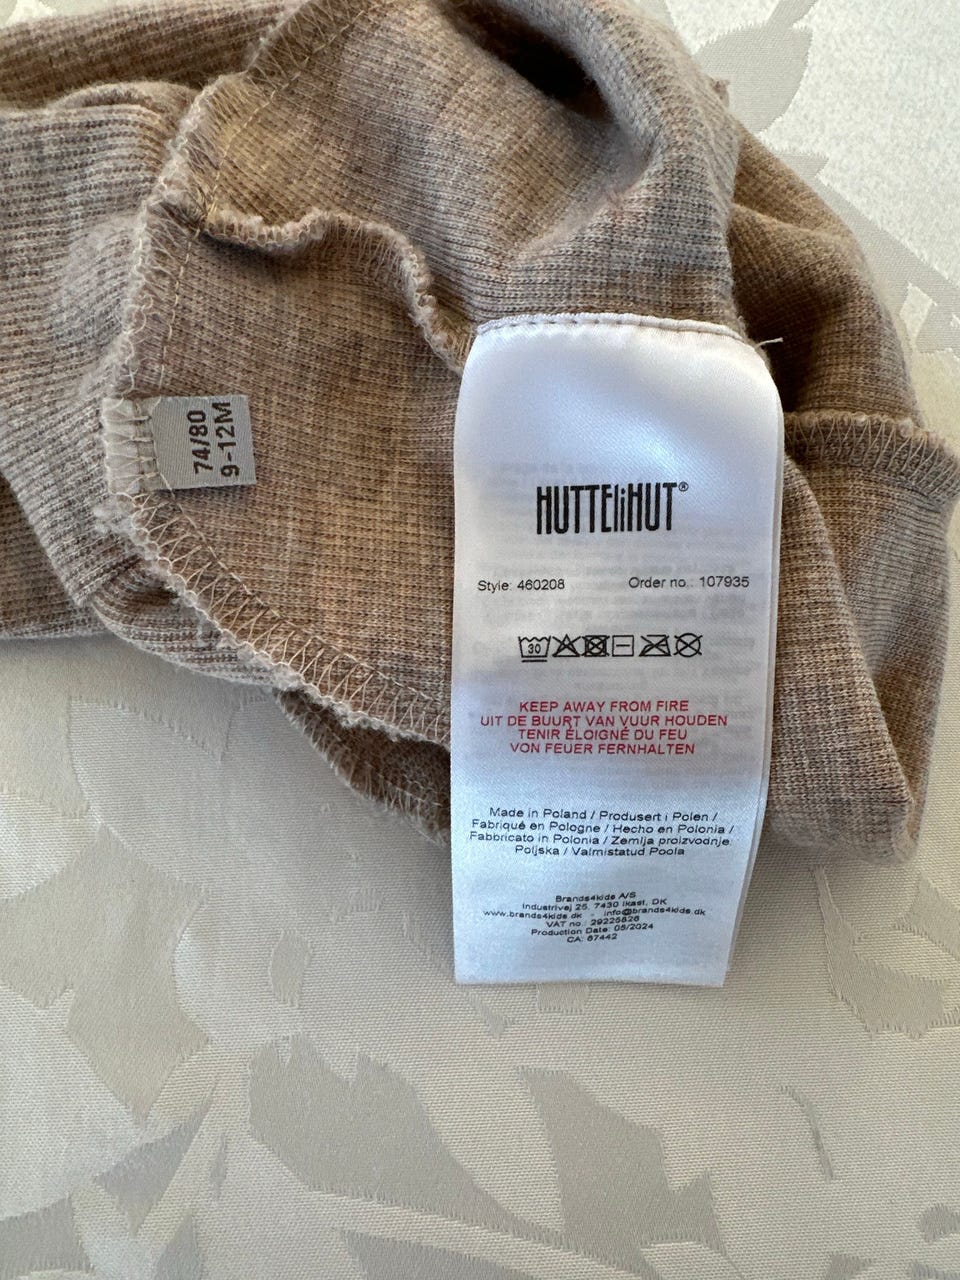 74/80
9-12M
HUTTEliHUT®
Style: 460208 Order no.: 107935
30
KEEP AWAY FROM FIRE
UIT DE BUURT VAN VUUR HOUDEN
TENIR ÉLOIGNÉ DU FEU
VON FEUER FERNHALTEN
Made in Poland / Produsert i Polen /
Fabriqué en Pologne / Hecho en Polonia /
Fabbricato in Polonia / Zemlja proizvodnje
Poljska / Valmistatud Poola
Brands4kids A/S
Industrivej 25, 7430 Ikast, DK
www.brands4kids.dk - info@brands4kids.dk
VAT no.: 29225826
Production Date: 08/2024
CA: 87442